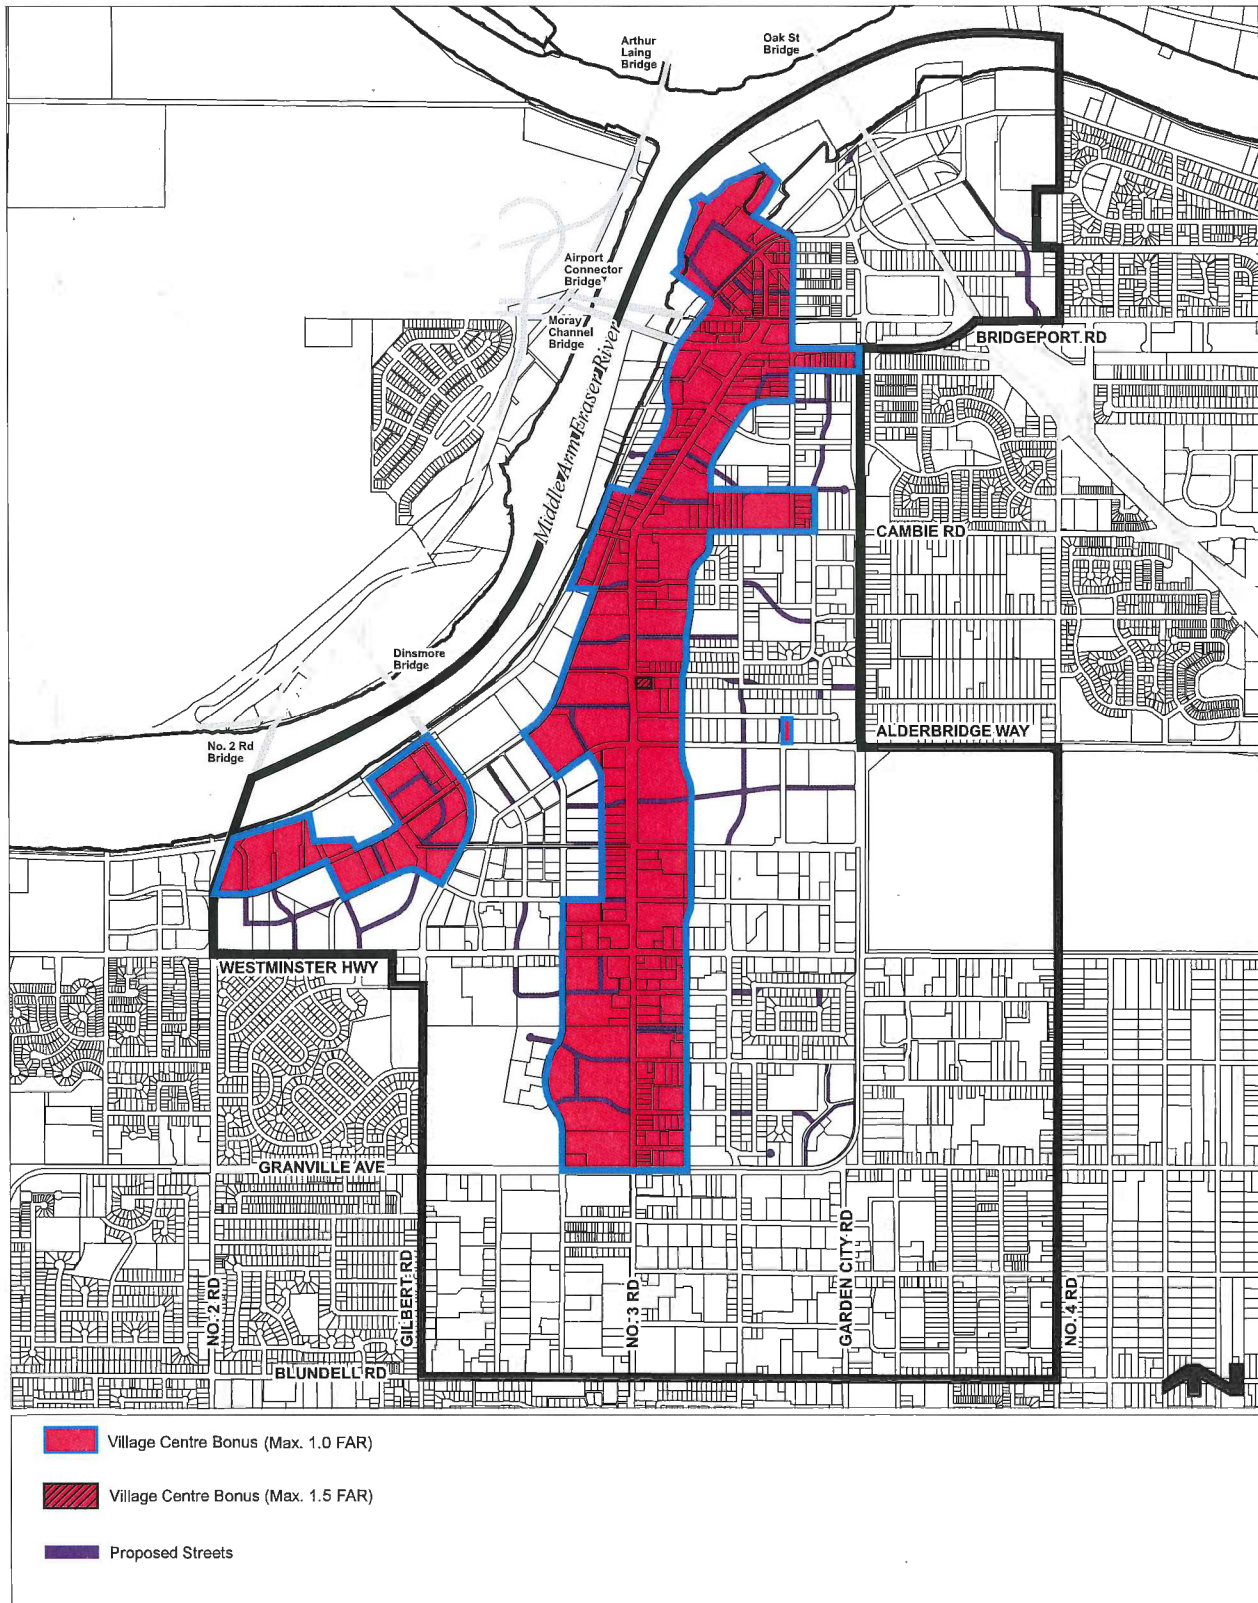 Arthur
Laing
Bridge
Oak St
Bridge
Airport
Connector
Bridge
Moray
Channel
Bridge
Middle Arm Fraser River
BRIDGEPORT RD
CAMBIE RD
Dinsmore
Bridge
No. 2 Rd
Bridge
ALDERBRIDGE WAY
WESTMINSTER HWY
GRANVILLE AVE
NO. 2 RD
GILBERT RD
NO. 3 RD
GARDEN CITY RD
NO. 4 RD
BLUNDELL RD
Village Centre Bonus (Max. 1.0 FAR)
Village Centre Bonus (Max. 1.5 FAR)
Proposed Streets